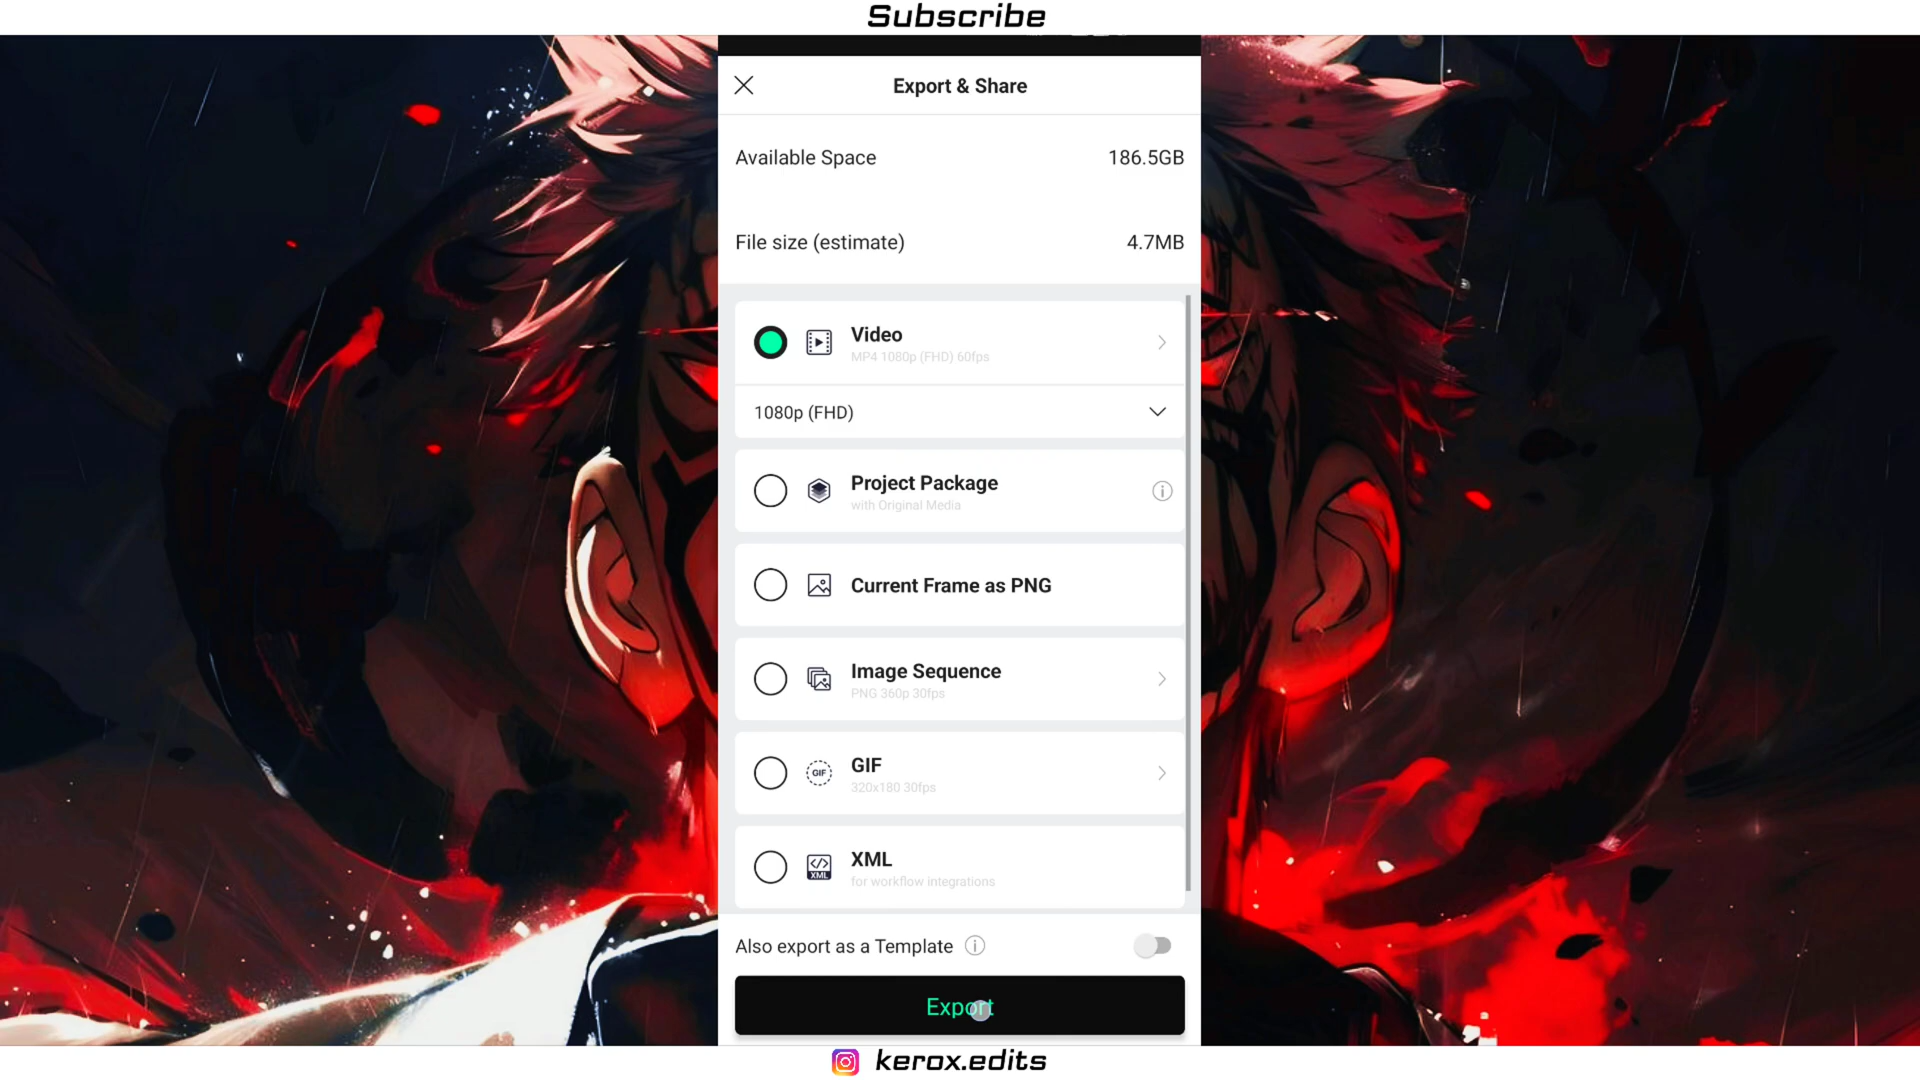 Subscribe
Export & Share
Available Space 186.5GB
File size (estimate) 4.7MB
Video
MP4 1080p (FHD) 60fps
1080p (FHD)
Project Package
with Original Media
Current Frame as PNG
Image Sequence
PNG 360p 30fps
GIF
GIF
320x180 30fps
XML
XML
for workflow integrations
Also export as a Template
Export
kerox.edits